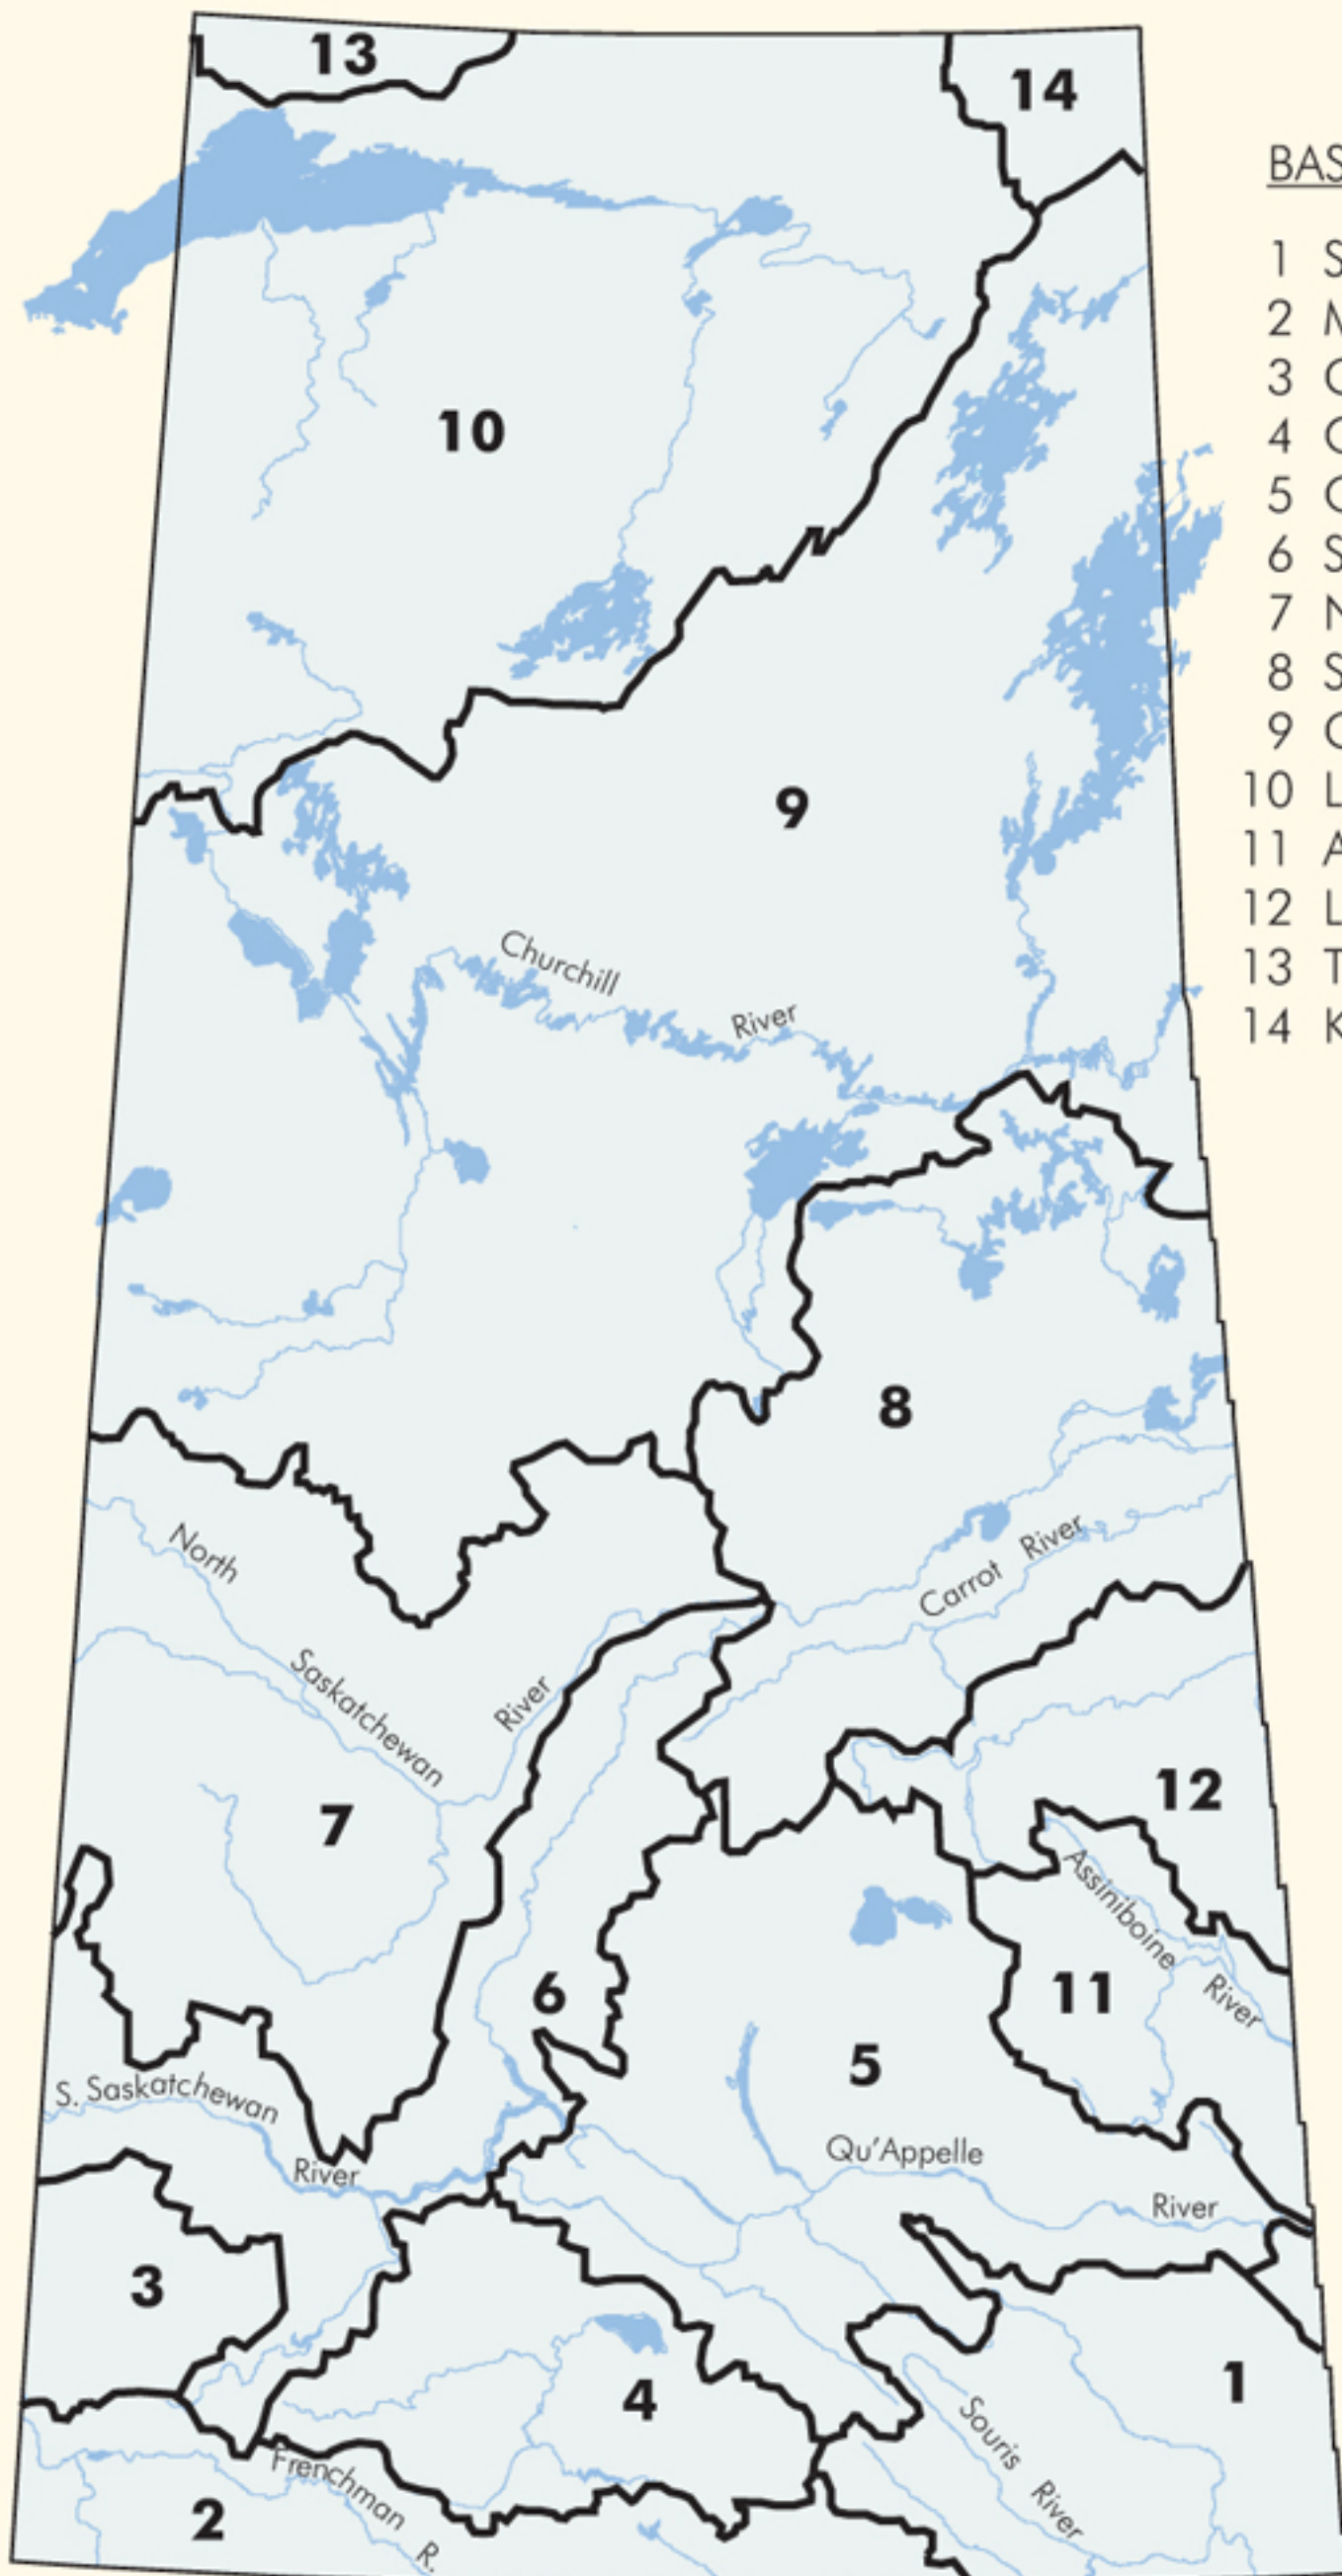 13
14
BAS
1 S
2 M
3
4
5
6 S
7 N
8 S
9
10 L
11 A
12 L
13 T
14 K
10
9
Churchill
River
8
North
Saskatchewan
River
Carrot River
7
12
Assiniboine
River
11
6
5
S. Saskatchewan
River
Qu'Appelle
River
3
4
1
Souris
River
Frenchman R.
2